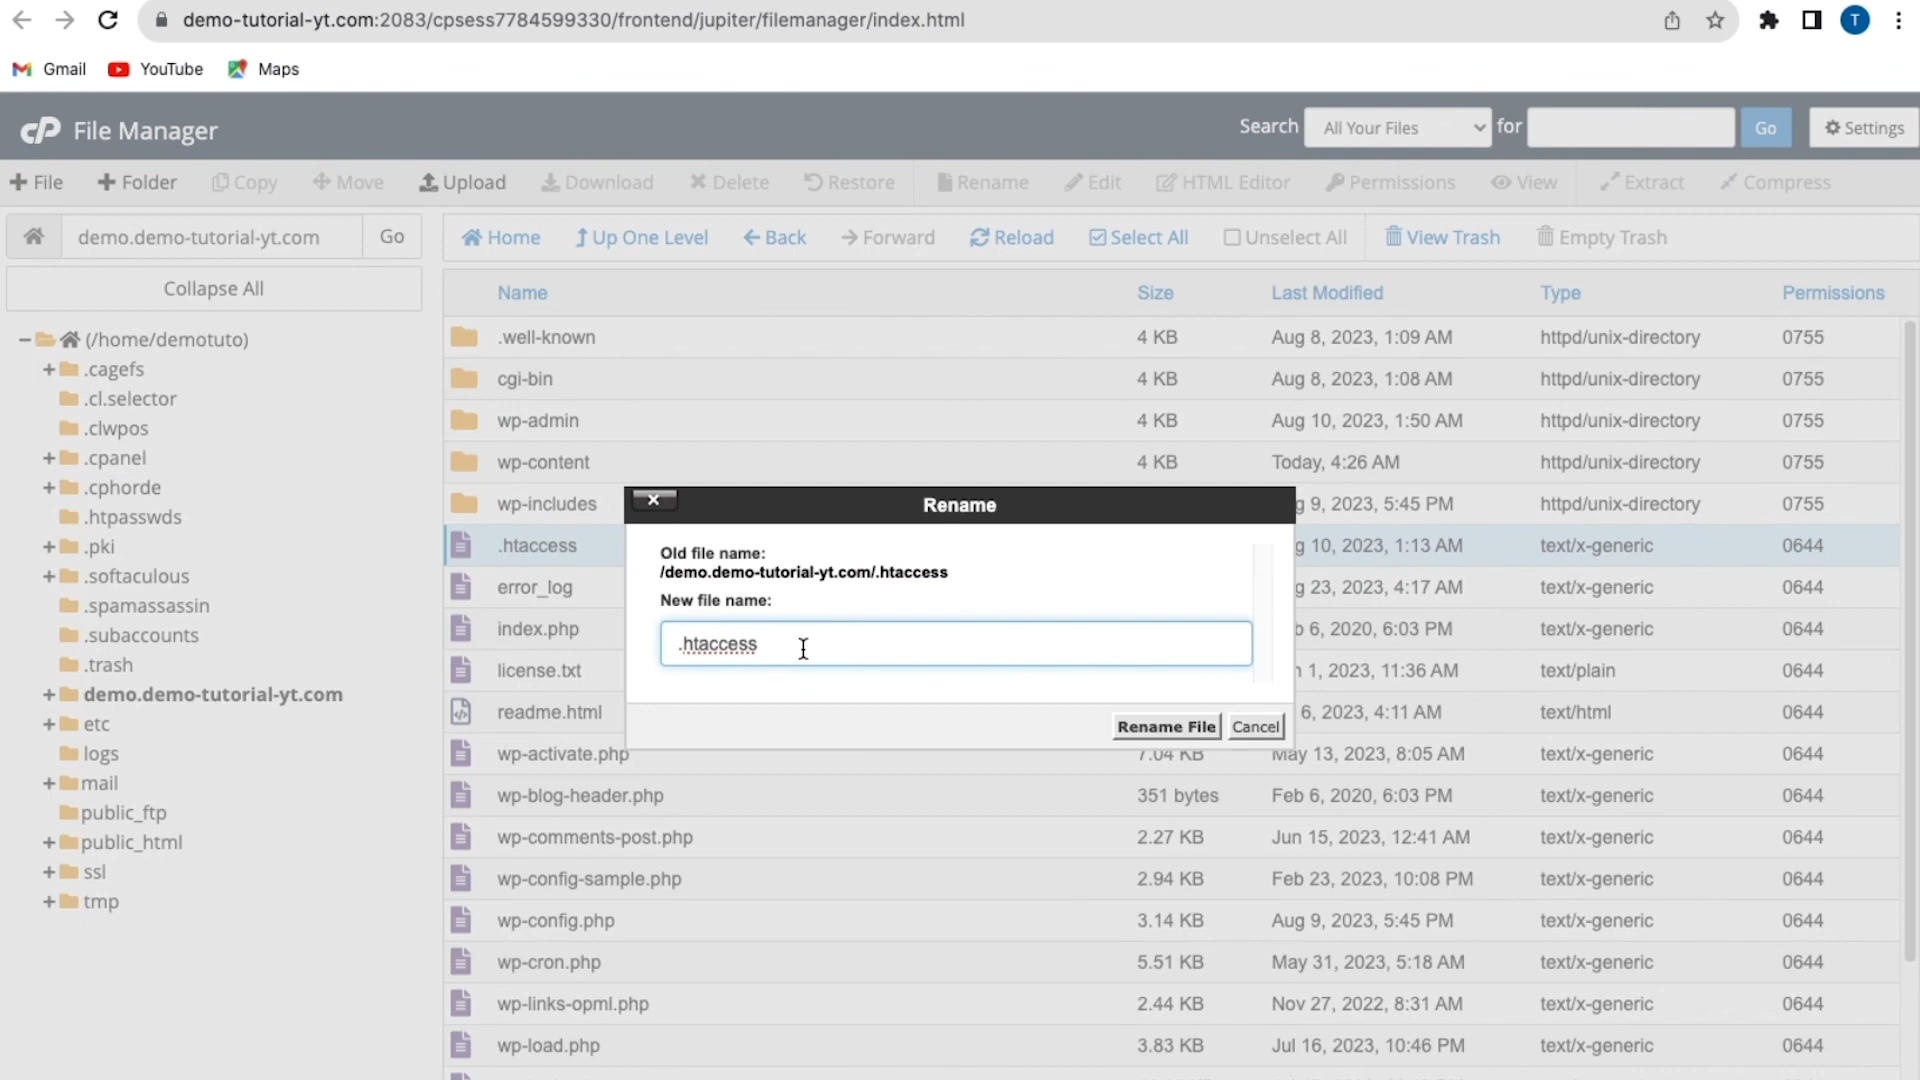 demo-tutorial-yt.com:2083/cpsess7784599330/frontend/jupiter/filemanager/index.html
T
Gmail YouTube Maps
cP File Manager
Search All Your Files for Go Settings
File Folder Copy Move Upload Download Delete Restore Rename Edit HTML Editor Permissions View Extract Compress
demo.demo-tutorial-yt.com Go
Home Up One Level Back Forward Reload Select All Unselect All View Trash Empty Trash
Collapse All
(/home/demotuto)
.cagefs
.cl.selector
.clwpos
.cpanel
.cphorde
.htpasswds
.pki
.softaculous
.spamassassin
.subaccounts
.trash
demo.demo-tutorial-yt.com
etc
logs
mail
public_ftp
public_html
ssl
tmp
Name Size Last Modified Type Permissions
.well-known 4 KB Aug 8, 2023, 1:09 AM httpd/unix-directory 0755
cgi-bin 4 KB Aug 8, 2023, 1:08 AM httpd/unix-directory 0755
wp-admin 4 KB Aug 10, 2023, 1:50 AM httpd/unix-directory 0755
wp-content 4 KB Today, 4:26 AM httpd/unix-directory 0755
wp-includes g 9, 2023, 5:45 PM httpd/unix-directory 0755
.htaccess g 10, 2023, 1:13 AM text/x-generic 0644
error_log g 23, 2023, 4:17 AM text/x-generic 0644
index.php 6, 2020, 6:03 PM text/x-generic 0644
license.txt 1, 2023, 11:36 AM text/plain 0644
readme.html 6, 2023, 4:11 AM text/html 0644
wp-activate.php 7.04 KB May 13, 2023, 8:05 AM text/x-generic 0644
wp-blog-header.php 351 bytes Feb 6, 2020, 6:03 PM text/x-generic 0644
wp-comments-post.php 2.27 KB Jun 15, 2023, 12:41 AM text/x-generic 0644
wp-config-sample.php 2.94 KB Feb 23, 2023, 10:08 PM text/x-generic 0644
wp-config.php 3.14 KB Aug 9, 2023, 5:45 PM text/x-generic 0644
wp-cron.php 5.51 KB May 31, 2023, 5:18 AM text/x-generic 0644
wp-links-opml.php 2.44 KB Nov 27, 2022, 8:31 AM text/x-generic 0644
wp-load.php 3.83 KB Jul 16, 2023, 10:46 PM text/x-generic 0644
Rename
Old file name:
/demo.demo-tutorial-yt.com/.htaccess
New file name:
.htaccess
Rename File Cancel